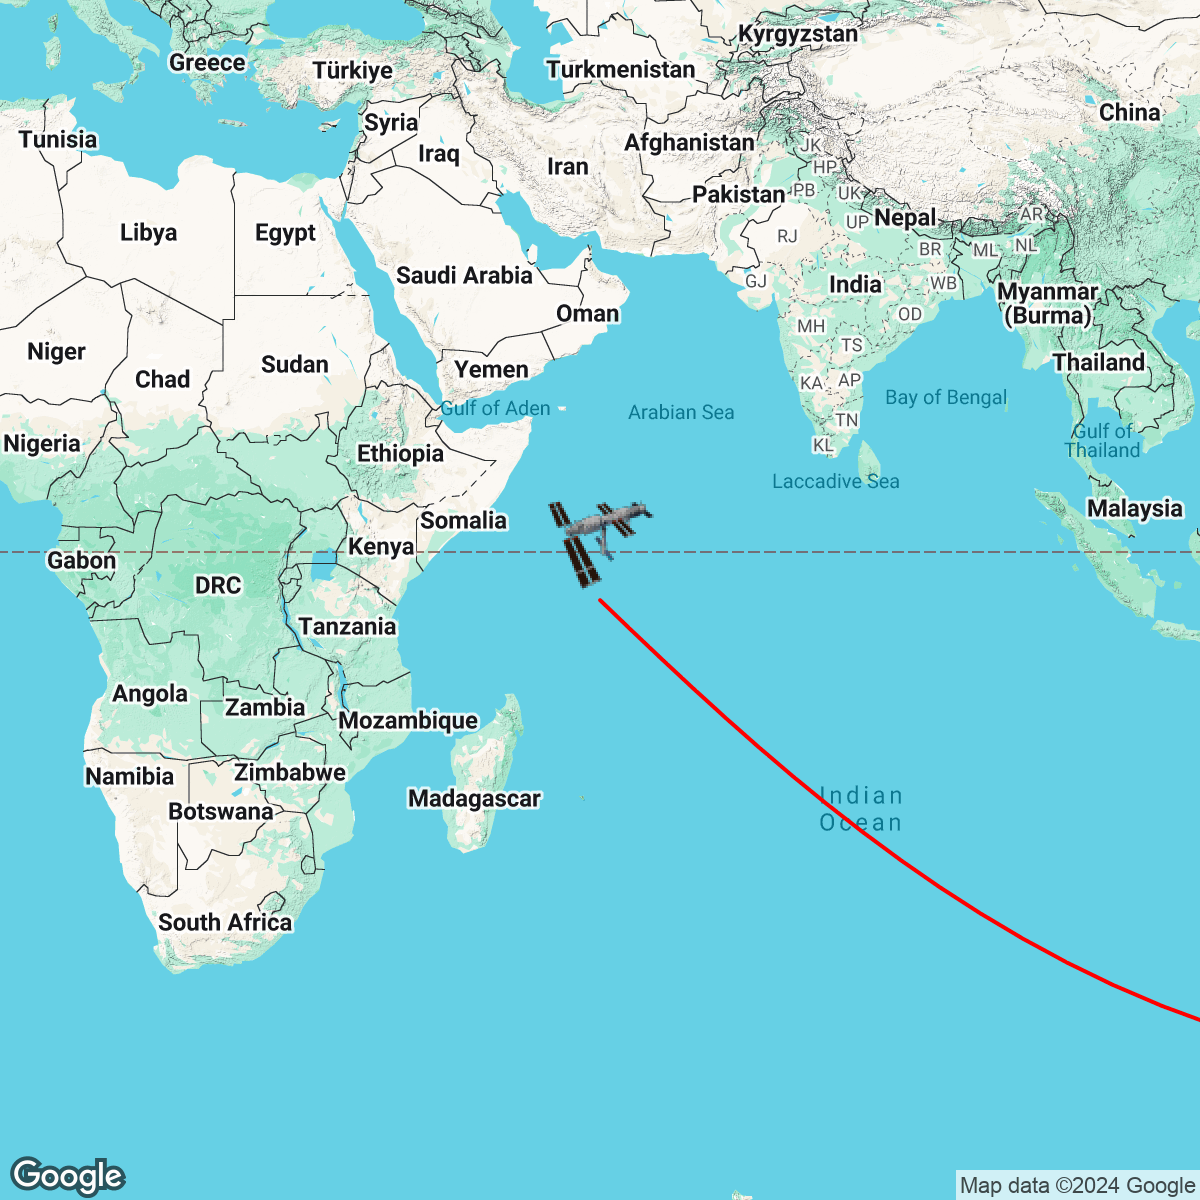 Kyrgyzstan
Greece
Türkiye
Turkmenistan
China
Syria
Tunisia
Iraq
Afghanistan
JK
Iran
HP
Pakistan
PB
UK
AR
Nepal
UP
Libya
Egypt
RJ
NL
BR
ML
Saudi Arabia
GJ
India
WB
Myanmar
(Burma)
Oman
OD
MH
TS
Niger
Sudan
Yemen
Thailand
Chad
KA
AP
Bay of Bengal
Gulf of Aden
Arabian Sea
TN
Gulf of
Thailand
Nigeria
KL
Ethiopia
Laccadive Sea
Malaysia
Somalia
Kenya
Gabon
DRC
Tanzania
Angola
Zambia
Mozambique
Namibia
Zimbabwe
Indian
Ocean
Madagascar
Botswana
South Africa
Google
Map data ©2024 Google